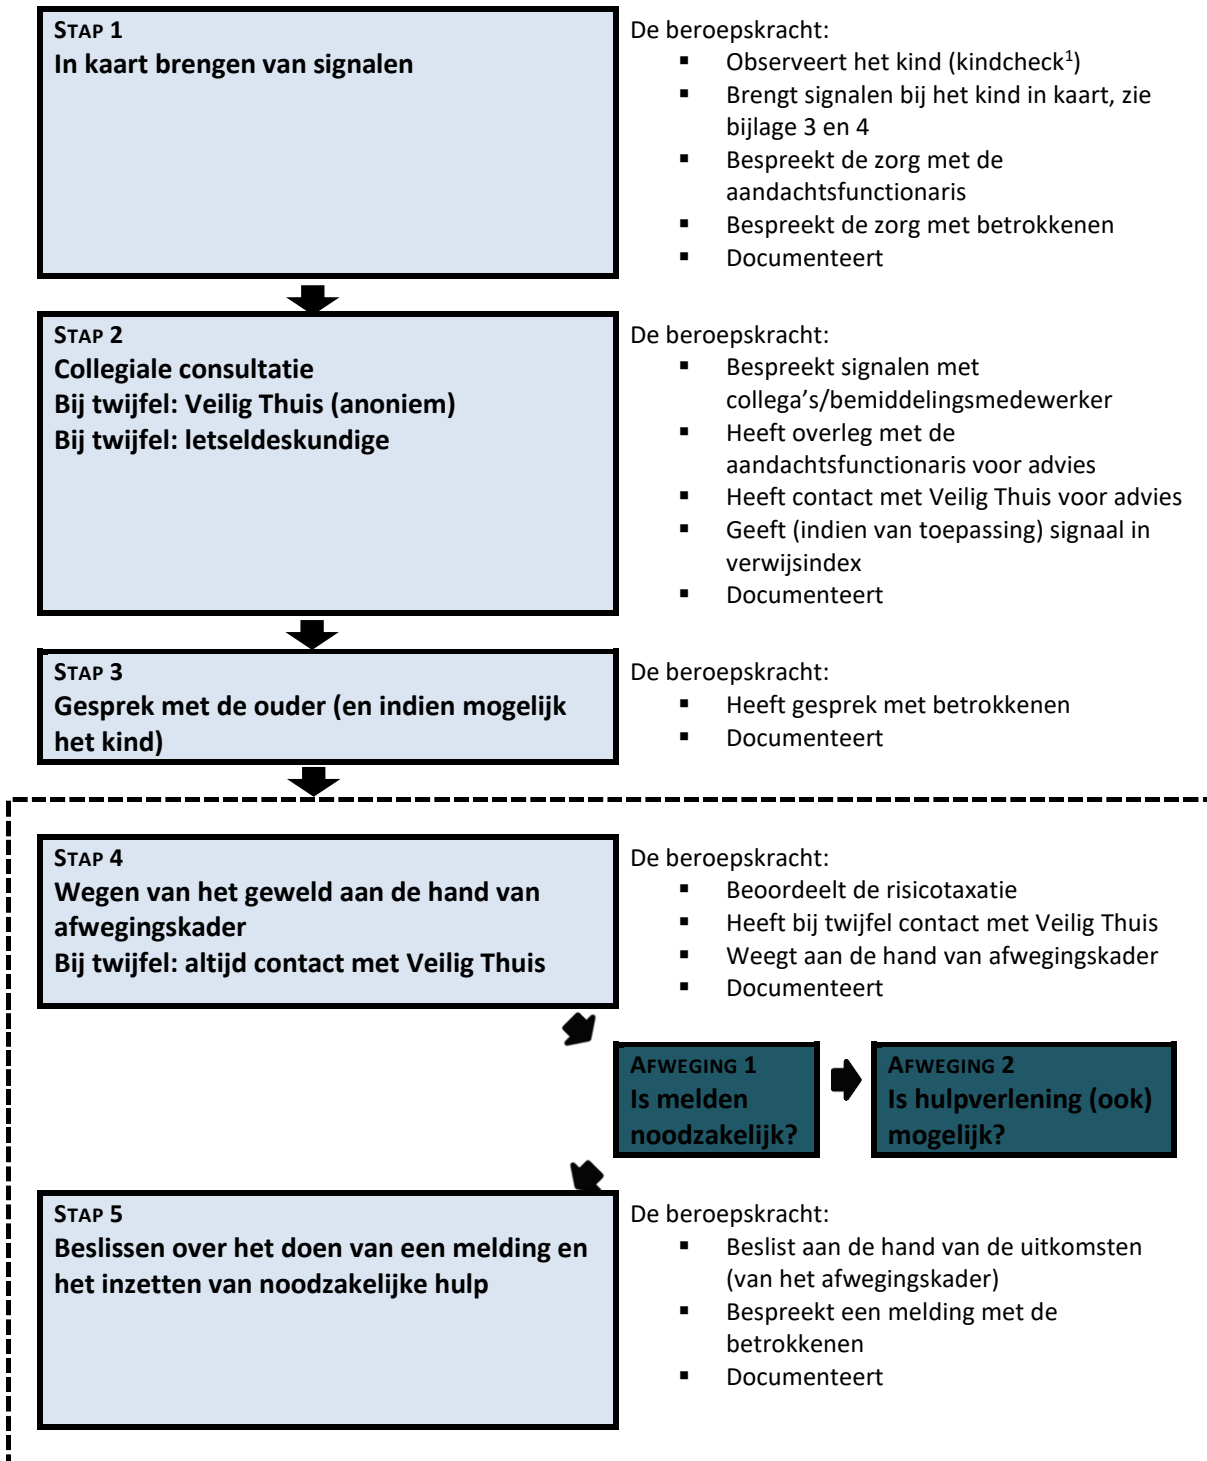 STAP 1
In kaart brengen van signalen
De beroepskracht:
▪ Observeert het kind (kindcheck¹)
▪ Brengt signalen bij het kind in kaart, zie
bijlage 3 en 4
▪ Bespreekt de zorg met de
aandachtsfunctionaris
▪ Bespreekt de zorg met betrokkenen
▪ Documenteert
STAP 2
Collegiale consultatie
Bij twijfel: Veilig Thuis (anoniem)
Bij twijfel: letseldeskundige
De beroepskracht:
▪ Bespreekt signalen met
collega’s/bemiddelingsmedewerker
▪ Heeft overleg met de
aandachtsfunctionaris voor advies
▪ Heeft contact met Veilig Thuis voor advies
▪ Geeft (indien van toepassing) signaal in
verwijsindex
▪ Documenteert
STAP 3
Gesprek met de ouder (en indien mogelijk
het kind)
De beroepskracht:
▪ Heeft gesprek met betrokkenen
▪ Documenteert
STAP 4
Wegen van het geweld aan de hand van
afwegingskader
Bij twijfel: altijd contact met Veilig Thuis
De beroepskracht:
▪ Beoordeelt de risicotaxatie
▪ Heeft bij twijfel contact met Veilig Thuis
▪ Weegt aan de hand van afwegingskader
▪ Documenteert
AFWEGING 1
Is melden
noodzakelijk?
AFWEGING 2
Is hulpverlening (ook)
mogelijk?
STAP 5
Beslissen over het doen van een melding en
het inzetten van noodzakelijke hulp
De beroepskracht:
▪ Beslist aan de hand van de uitkomsten
(van het afwegingskader)
▪ Bespreekt een melding met de
betrokkenen
▪ Documenteert